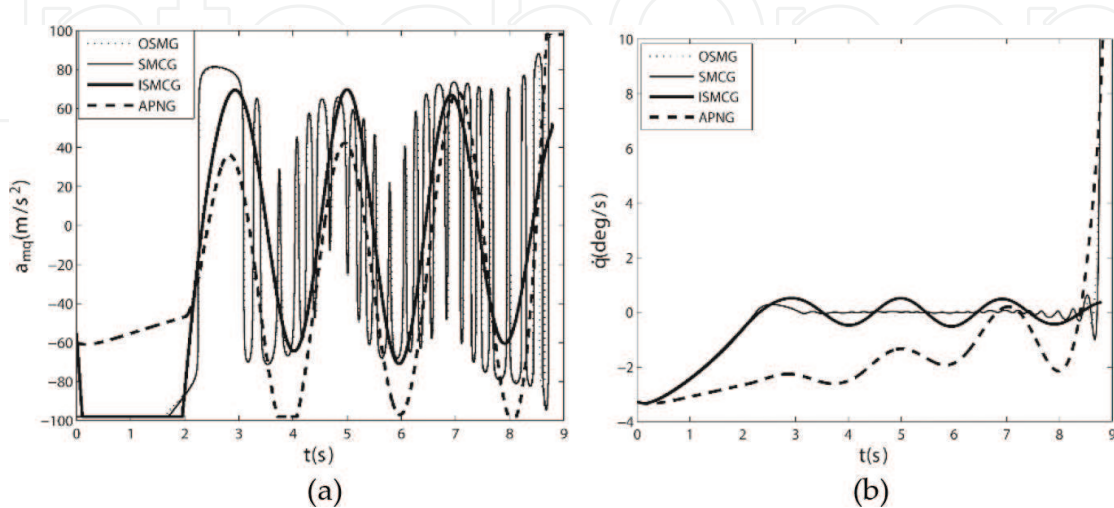 OSMG
SMCG
ISMCG
APNG
100
80
60
40
20
0
−20
−40
−60
−80
−100
a_mq(m/s²)
0 1 2 3 4 5 6 7 8 9
t(s)
(a)
OSMG
SMCG
ISMCG
APNG
10
8
6
4
2
0
−2
−4
q̇(deg/s)
0 1 2 3 4 5 6 7 8 9
t(s)
(b)